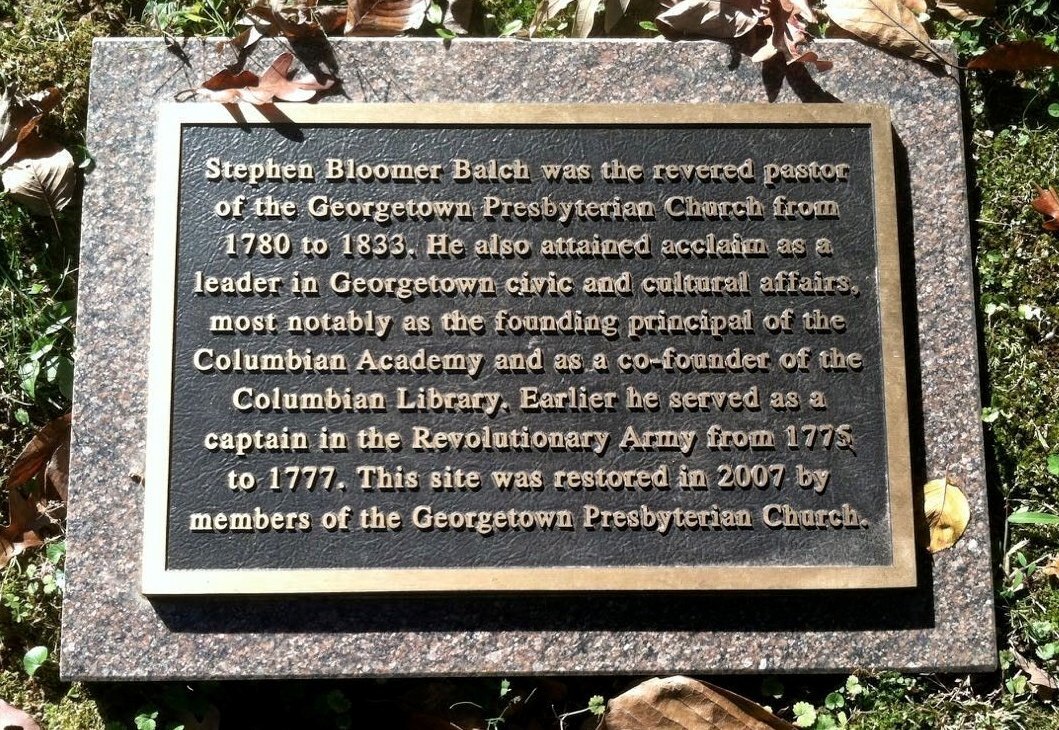 Stephen Bloomer Balch was the revered pastor
of the Georgetown Presbyterian Church from
1780 to 1833. He also attained acclaim as a
leader in Georgetown civic and cultural affairs,
most notably as the founding principal of the
Columbian Academy and as a co-founder of the
Columbian Library. Earlier he served as a
captain in the Revolutionary Army from 1775
to 1777. This site was restored in 2007 by
members of the Georgetown Presbyterian Church.